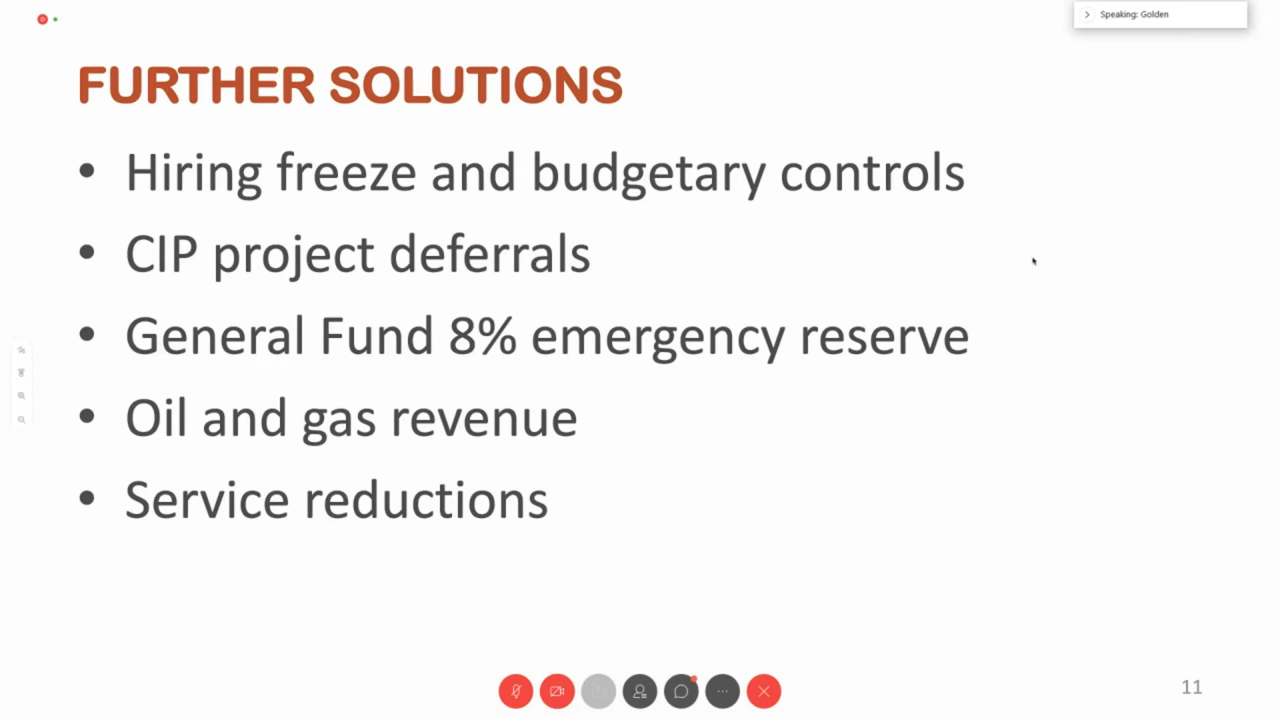 Speaking: Golden
FURTHER SOLUTIONS
• Hiring freeze and budgetary controls
• CIP project deferrals
• General Fund 8% emergency reserve
• Oil and gas revenue
• Service reductions
11